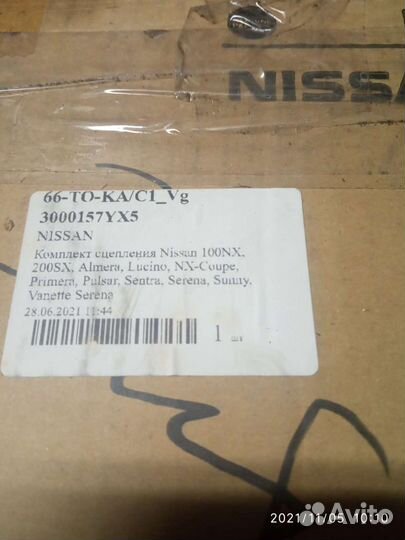 NISSA
66-TO-KA/C1_Vg
3000157YX5
NISSAN
Комплект сцепления Nissan 100NX,
200SX, Almera, Lucino, NX-Coupe,
Primera, Pulsar, Sentra, Serena, Sunny,
Vanette Serena
28.06.2021 11:44
1 шт
2021/11/05 10:10
Avito